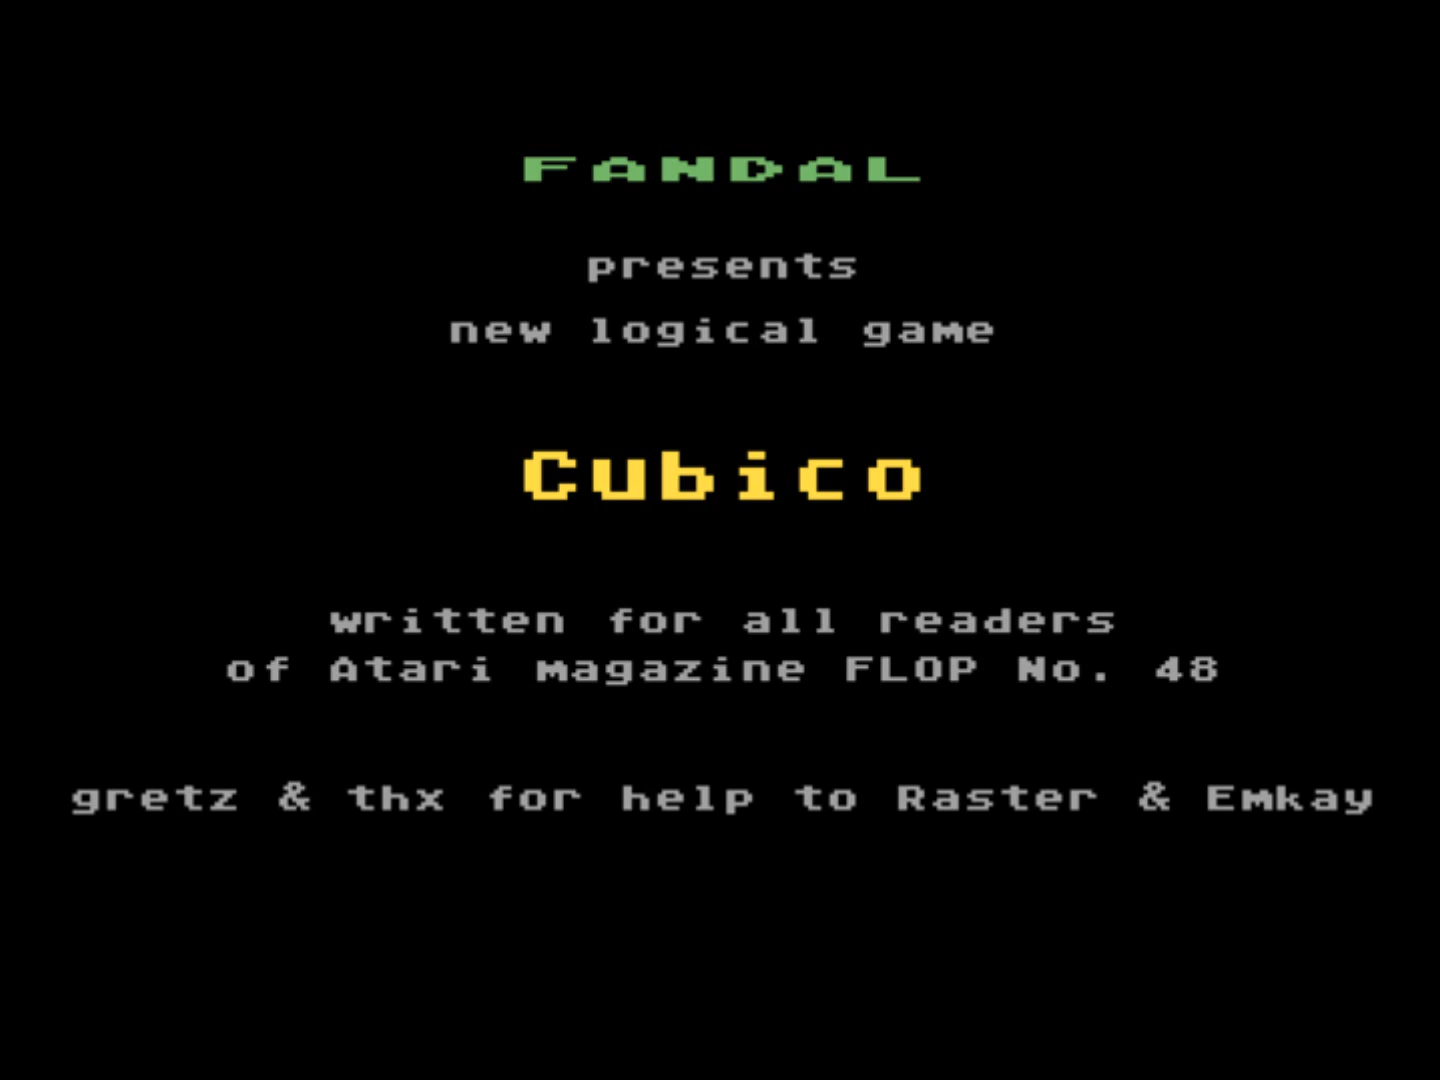 FANDAL
presents
new logical game
Cubico
written for all readers
of Atari magazine FLOP No. 48
gretz & thx for help to Raster & Emkay